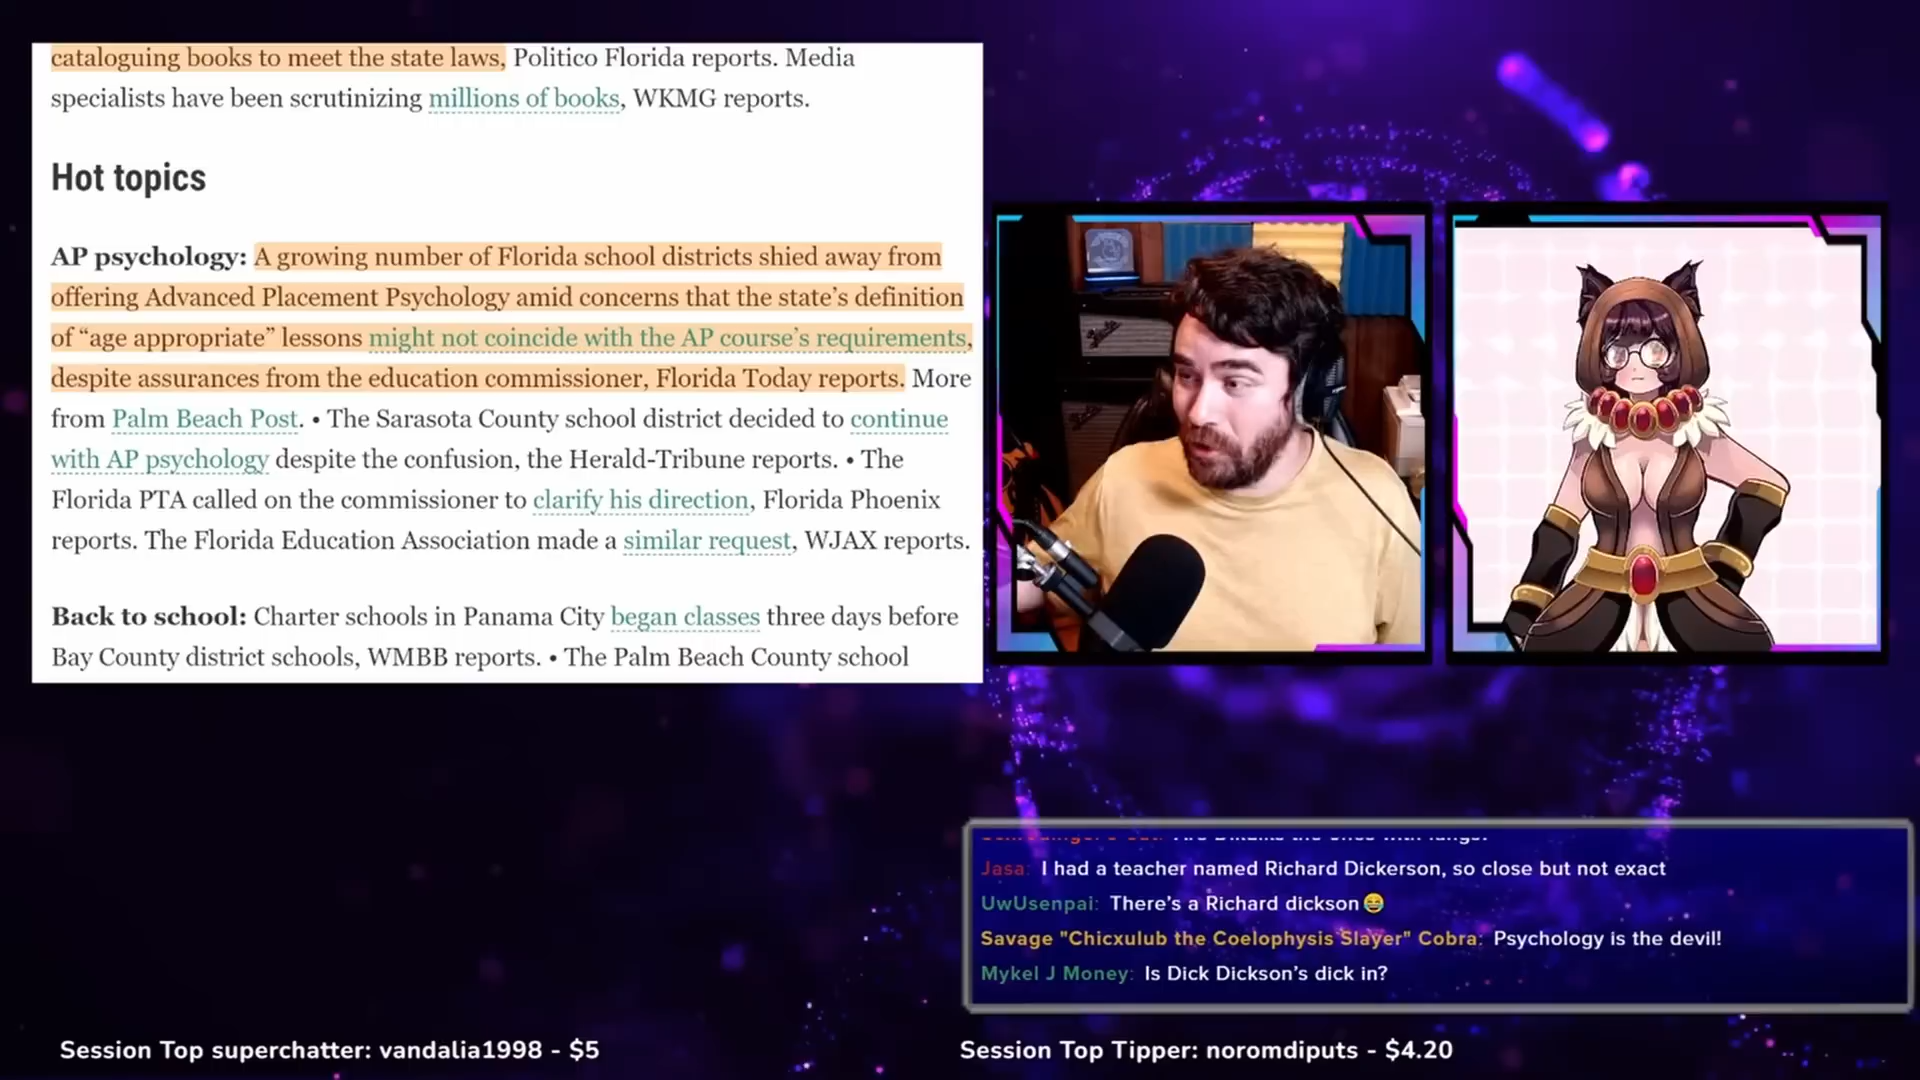 cataloguing books to meet the state laws, Politico Florida reports. Media
specialists have been scrutinizing millions of books, WKMG reports.
Hot topics
AP psychology: A growing number of Florida school districts shied away from
offering Advanced Placement Psychology amid concerns that the state’s definition
of “age appropriate” lessons might not coincide with the AP course’s requirements,
despite assurances from the education commissioner, Florida Today reports. More
from Palm Beach Post. • The Sarasota County school district decided to continue
with AP psychology despite the confusion, the Herald-Tribune reports. • The
Florida PTA called on the commissioner to clarify his direction, Florida Phoenix
reports. The Florida Education Association made a similar request, WJAX reports.
Back to school: Charter schools in Panama City began classes three days before
Bay County district schools, WMBB reports. • The Palm Beach County school
Jasa: I had a teacher named Richard Dickerson, so close but not exact
UwUsenpai: There’s a Richard dickson😂
Savage "Chicxulub the Coelophysis Slayer" Cobra: Psychology is the devil!
Mykel J Money: Is Dick Dickson’s dick in?
Session Top superchatter: vandalia1998 - $5
Session Top Tipper: noromdiputs - $4.20